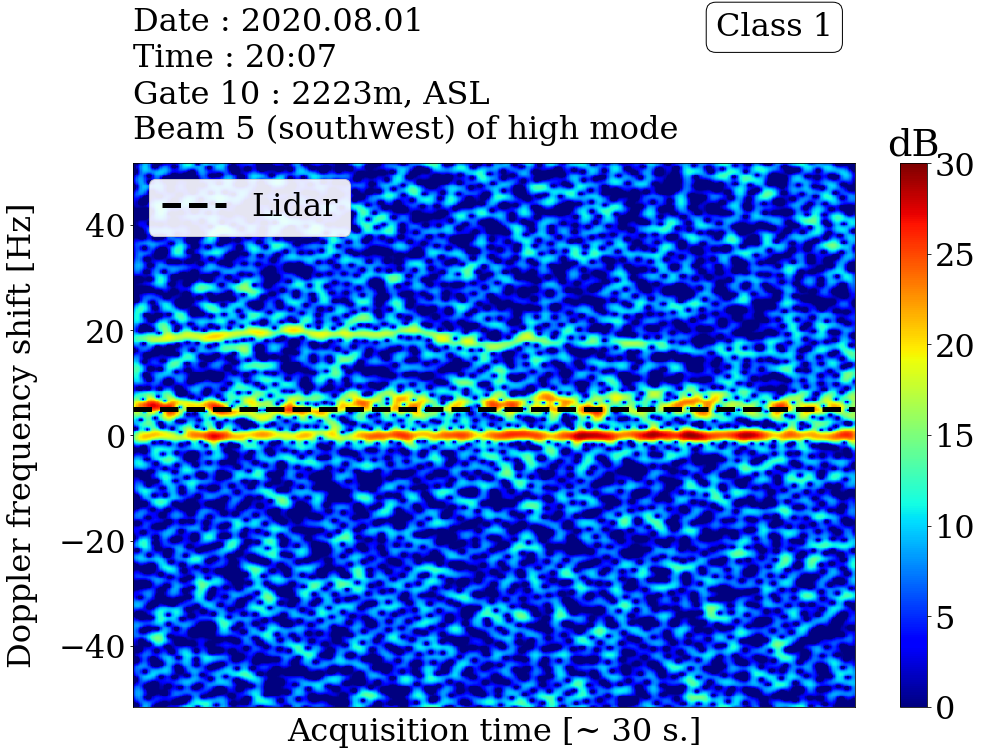 Date : 2020.08.01
Time : 20:07
Gate 10 : 2223m, ASL
Beam 5 (southwest) of high mode
Class 1
dB
Lidar
Doppler frequency shift [Hz]
40
20
0
−20
−40
Acquisition time [~ 30 s.]
30
25
20
15
10
5
0